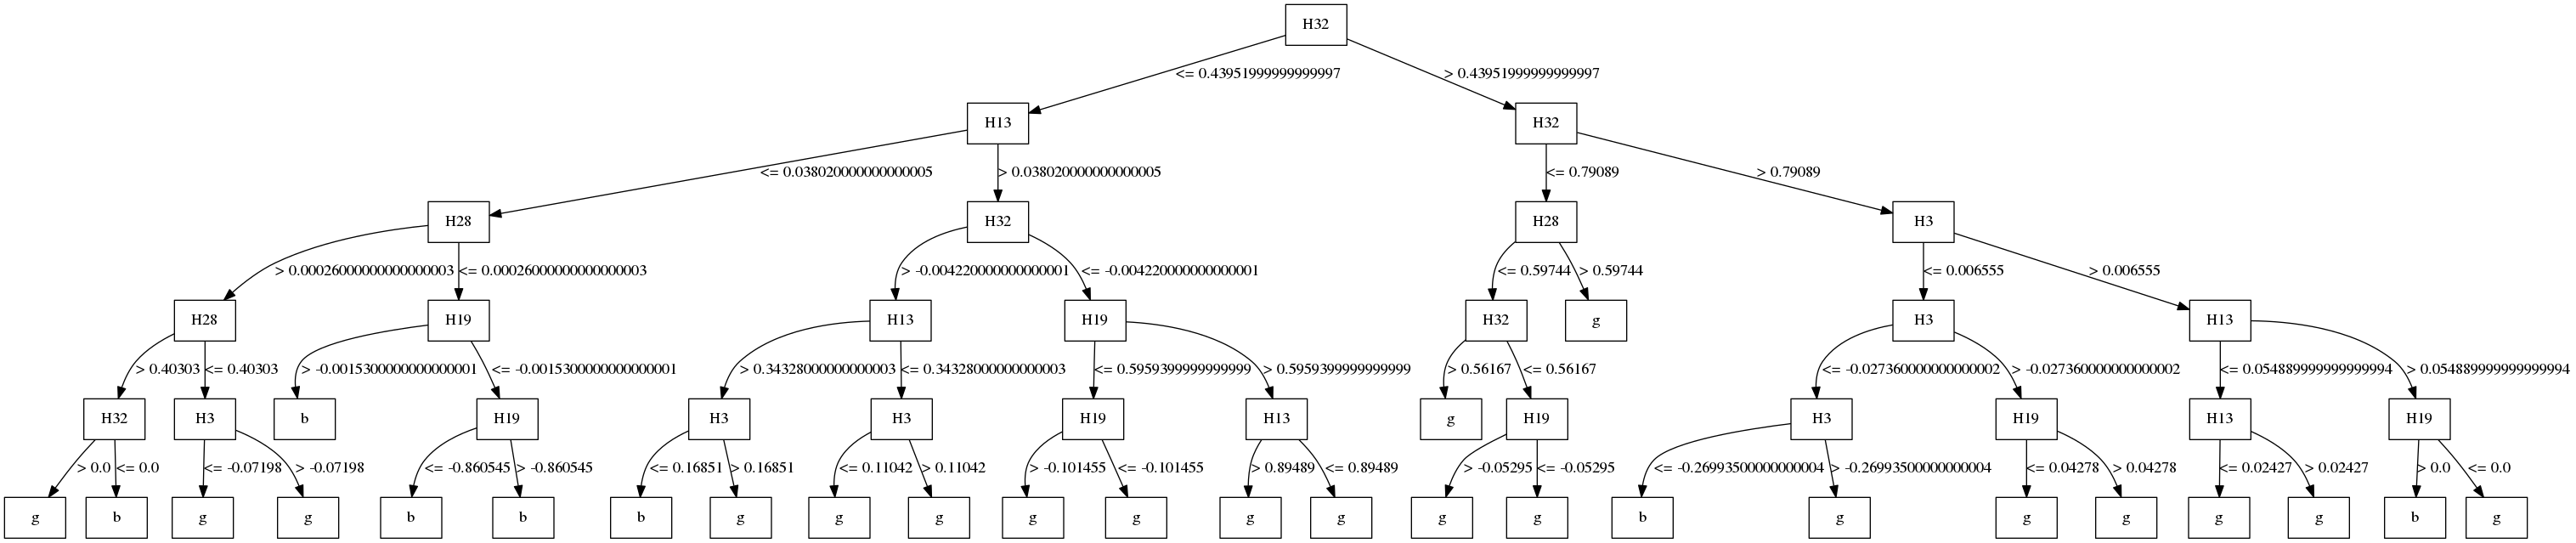 H32
<= 0.43951999999999997
> 0.43951999999999997
H13
H32
<= 0.038020000000000005
> 0.038020000000000005
<= 0.79089
> 0.79089
H28
H32
H28
H3
> 0.00026000000000000003
<= 0.00026000000000000003
> -0.004220000000000001
<= -0.004220000000000001
<= 0.59744
> 0.59744
<= 0.006555
> 0.006555
H28
H19
H13
H19
H32
g
H3
H13
> 0.40303
<= 0.40303
> -0.0015300000000000001
<= -0.0015300000000000001
> 0.34328000000000003
<= 0.34328000000000003
<= 0.5959399999999999
> 0.5959399999999999
> 0.56167
<= 0.56167
<= -0.027360000000000002
> -0.027360000000000002
<= 0.054889999999999994
> 0.054889999999999994
H32
H3
b
H19
H3
H3
H19
H13
g
H19
H3
H19
H13
H19
> 0.0
<= 0.0
<= -0.07198
> -0.07198
<= -0.860545
> -0.860545
<= 0.16851
> 0.16851
<= 0.11042
> 0.11042
> -0.101455
<= -0.101455
> 0.89489
<= 0.89489
> -0.05295
<= -0.05295
<= -0.26993500000000004
> -0.26993500000000004
<= 0.04278
> 0.04278
<= 0.02427
> 0.02427
> 0.0
<= 0.0
g
b
g
g
b
b
b
g
g
g
g
g
g
g
g
g
b
g
g
g
g
g
b
g